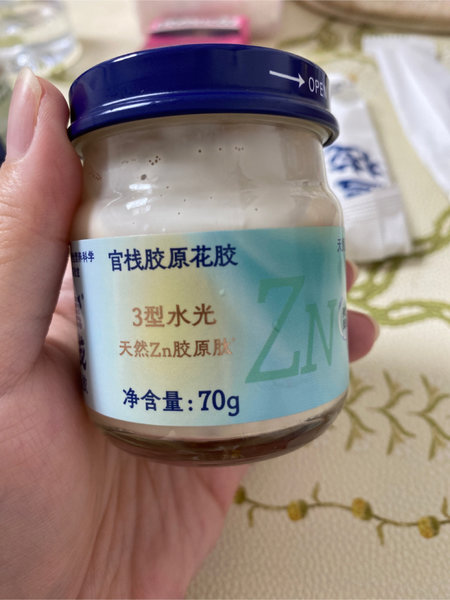 OPEN
官栈胶原花胶
3型水光
天然Zn胶原肽
净含量:70g
ZN